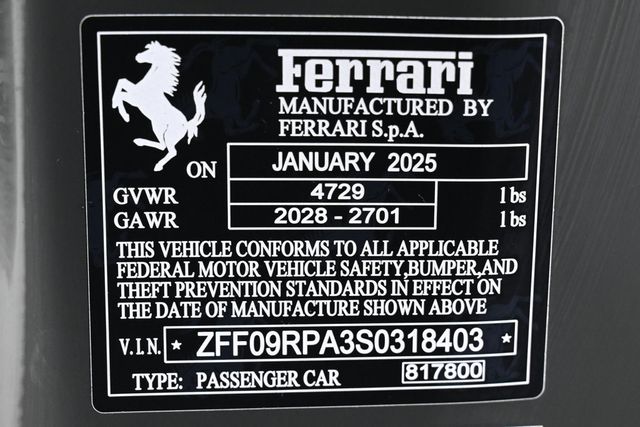 Ferrari
MANUFACTURED BY
FERRARI S.p.A.
ON JANUARY 2025
GVWR 4729 lbs
GAWR 2028 - 2701 lbs
THIS VEHICLE CONFORMS TO ALL APPLICABLE
FEDERAL MOTOR VEHICLE SAFETY,BUMPER,AND
THEFT PREVENTION STANDARDS IN EFFECT ON
THE DATE OF MANUFACTURE SHOWN ABOVE
V.I.N. * ZFF09RPA3S0318403 *
TYPE: PASSENGER CAR 817800